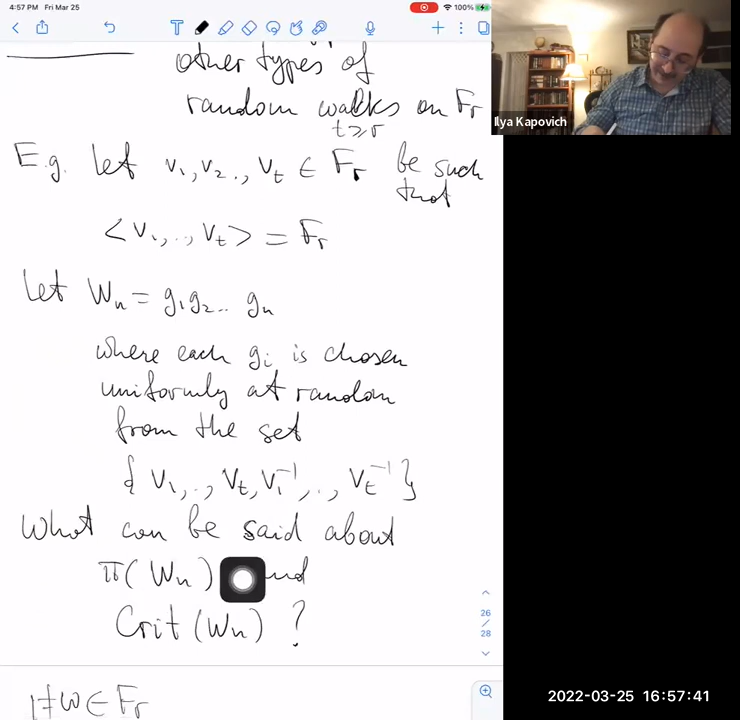 4:57 PM Fri Mar 25
100%
other types of
random walks on Fr
t ≥ r
E.g. let v1, v2 .., vt ∈ Fr be such
that
<v1, .., vt> = Fr
let Wn = g1 g2 .. gn
where each gi is chosen
uniformly at random
from the set
{ v1, .., vt, v1^-1, .., vt^-1 }
What can be said about
π(Wn)
Crit (Wn) ?
1 ≠ w ∈ Fr
26
/
28
Ilya Kapovich
2022-03-25 16:57:41